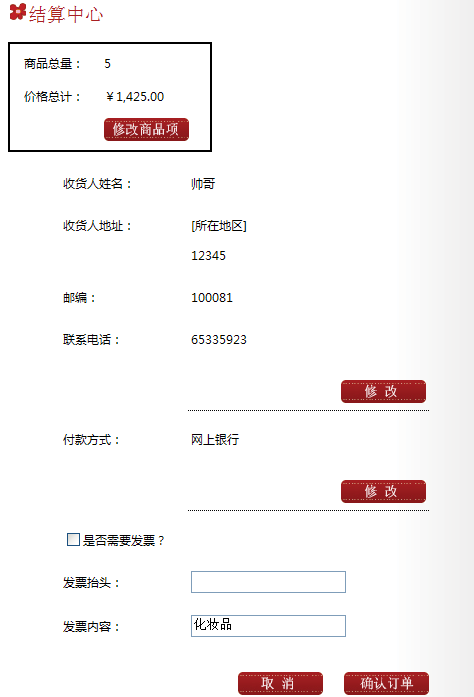 结算中心
商品总量： 5
价格总计： ￥1,425.00
修改商品项
收货人姓名： 帅哥
收货人地址： [所在地区]
12345
邮编： 100081
联系电话： 65335923
修 改
付款方式： 网上银行
修 改
是否需要发票？
发票抬头：
发票内容： 化妆品
取 消 确认订单